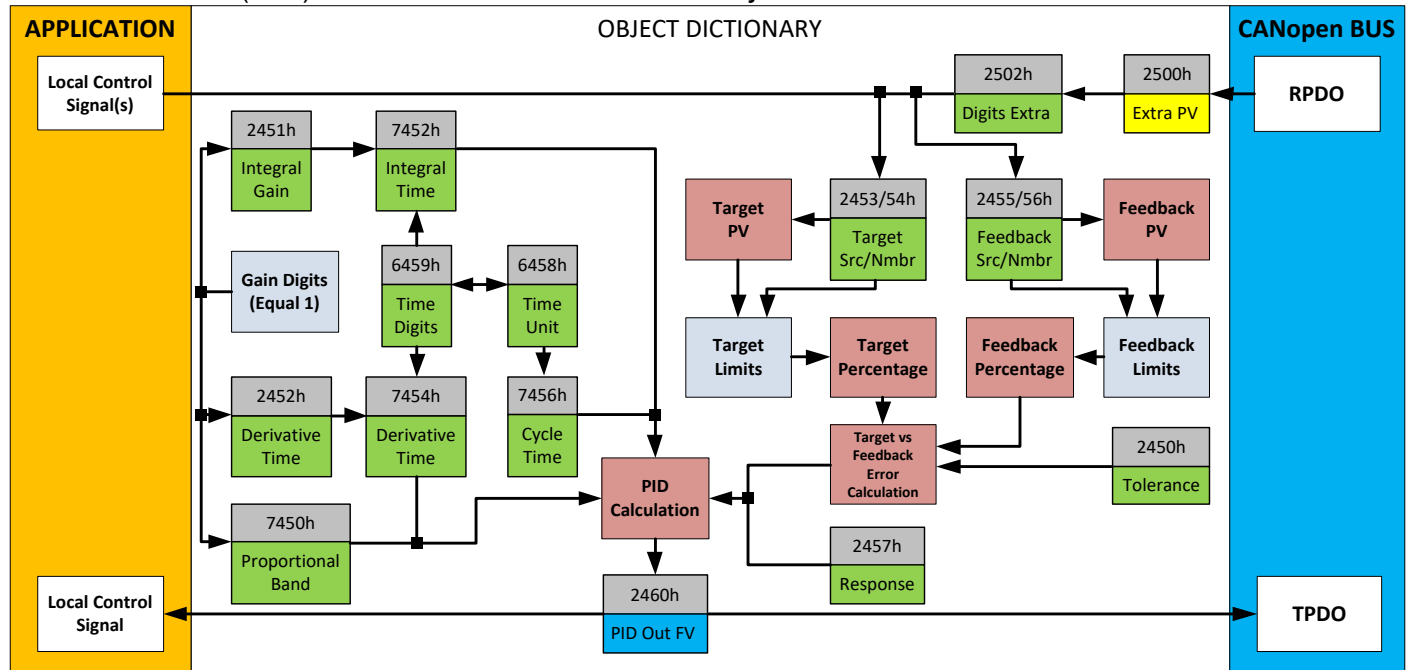 APPLICATION
OBJECT DICTIONARY
CANopen BUS
Local Control
Signal(s)
2502h
Digits Extra
2500h
Extra PV
RPDO
2451h
Integral
Gain
7452h
Integral
Time
Target
PV
2453/54h
Target
Src/Nmbr
2455/56h
Feedback
Src/Nmbr
Feedback
PV
Gain Digits
(Equal 1)
6459h
Time
Digits
6458h
Time
Unit
Target
Limits
Target
Percentage
Feedback
Percentage
Feedback
Limits
2452h
Derivative
Time
7454h
Derivative
Time
7456h
Cycle
Time
Target vs
Feedback
Error
Calculation
2450h
Tolerance
PID
Calculation
7450h
Proportional
Band
2457h
Response
Local Control
Signal
2460h
PID Out FV
TPDO